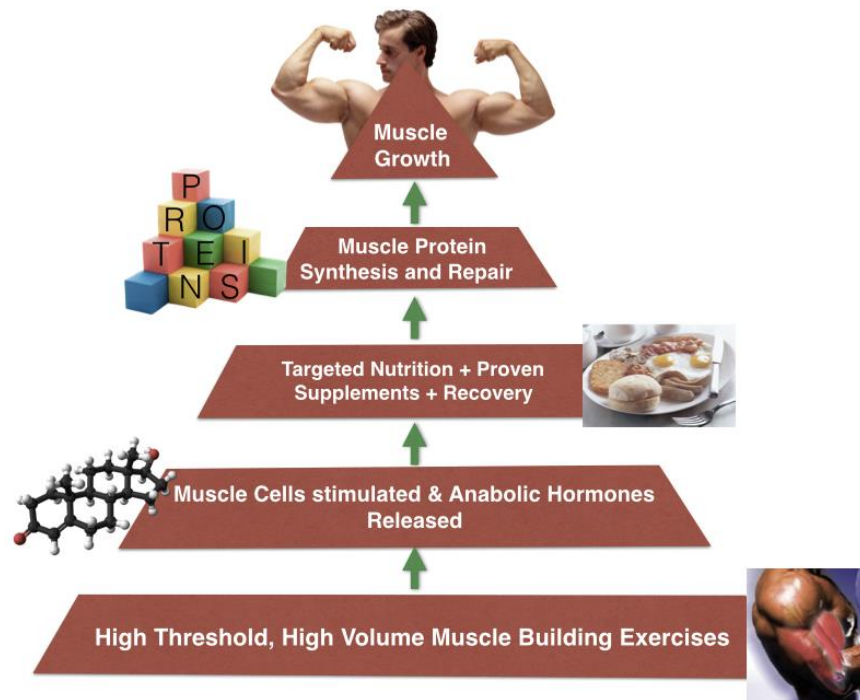 Muscle
Growth
P
R O
T E I
N S
Muscle Protein
Synthesis and Repair
Targeted Nutrition + Proven
Supplements + Recovery
Muscle Cells stimulated & Anabolic Hormones
Released
High Threshold, High Volume Muscle Building Exercises